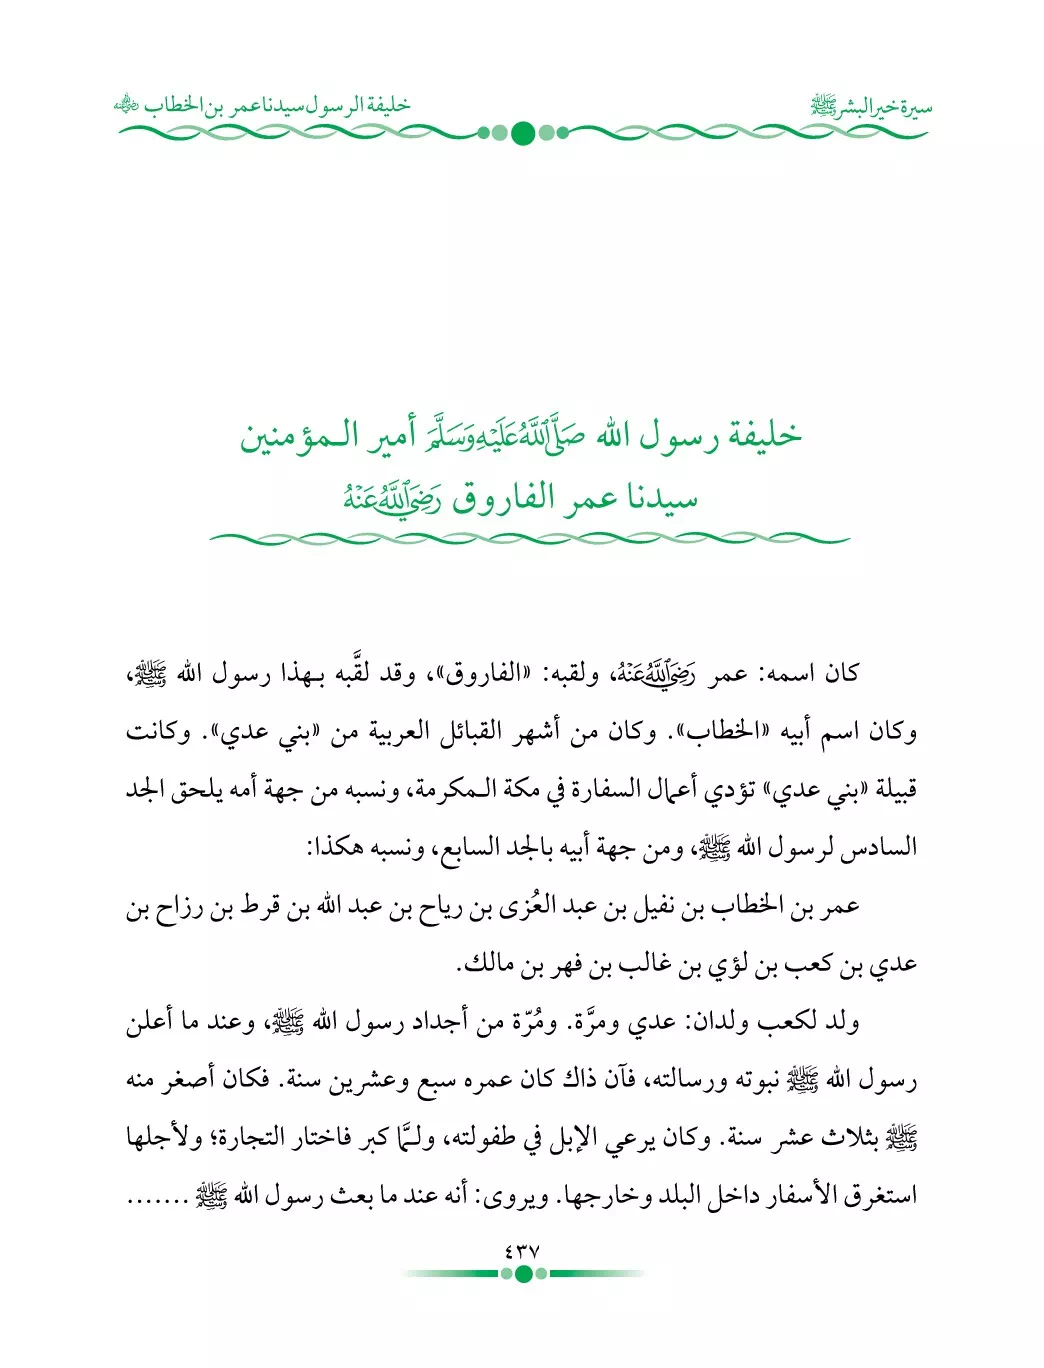 سيرة خير البشر ﷺ
خليفة الرسول سيدنا عمر بن الخطاب رضي الله عنه
خليفة رسول الله صَلَّى اللَّهُ عَلَيْهِ وَسَلَّمَ أمير الـمؤمنين
سيدنا عمر الفاروق رَضِيَ اللَّهُ عَنْهُ
كان اسمه: عمر رَضِيَ اللَّهُ عَنْهُ، ولقبه: «الفاروق»، وقد لقَّبه بـهذا رسول الله ﷺ،
وكان اسم أبيه «الخطاب». وكان من أشهر القبائل العربية من «بني عدي». وكانت
قبيلة «بني عدي» تؤدي أعمال السفارة في مكة الـمكرمة، ونسبه من جهة أمه يلحق الجد
السادس لرسول الله ﷺ، ومن جهة أبيه بالجد السابع، ونسبه هكذا:
عمر بن الخطاب بن نفيل بن عبد العُزى بن رياح بن عبد الله بن قرط بن رزاح بن
عدي بن كعب بن لؤي بن غالب بن فهر بن مالك.
ولد لكعب ولدان: عدي ومرَّة. ومُرّة من أجداد رسول الله ﷺ، وعند ما أعلن
رسول الله ﷺ نبوته ورسالته، فآن ذاك كان عمره سبع وعشرين سنة. فكان أصغر منه
ﷺ بثلاث عشر سنة. وكان يرعي الإبل في طفولته، ولـمَّا كبر فاختار التجارة؛ ولأجلها
استغرق الأسفار داخل البلد وخارجها. ويروى: أنه عند ما بعث رسول الله ﷺ .......
٤٣٧